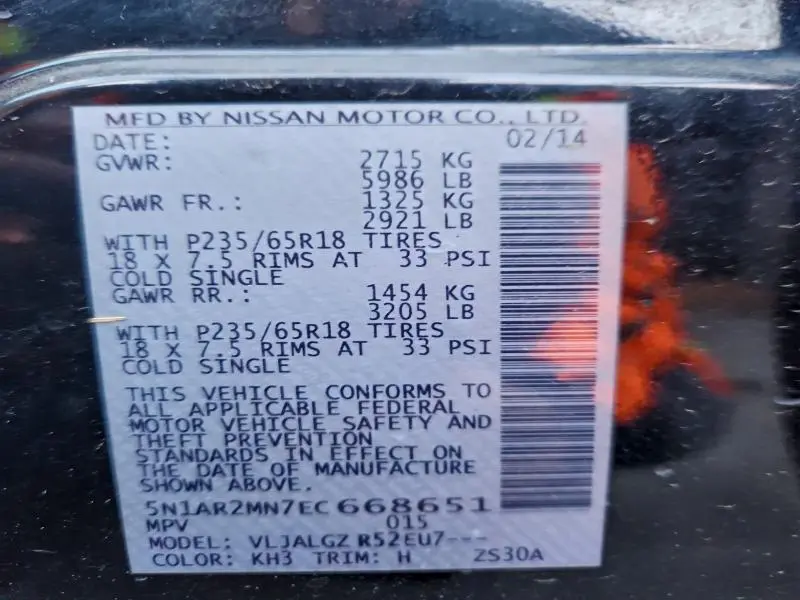 MFD BY NISSAN MOTOR CO., LTD.
DATE: 02/14
GVWR: 2715 KG
5986 LB
GAWR FR.: 1325 KG
2921 LB
WITH P235/65R18 TIRES
18 X 7.5 RIMS AT 33 PSI
COLD SINGLE
GAWR RR.: 1454 KG
3205 LB
WITH P235/65R18 TIRES
18 X 7.5 RIMS AT 33 PSI
COLD SINGLE
THIS VEHICLE CONFORMS TO
ALL APPLICABLE FEDERAL
MOTOR VEHICLE SAFETY AND
THEFT PREVENTION
STANDARDS IN EFFECT ON
THE DATE OF MANUFACTURE
SHOWN ABOVE.
5N1AR2MN7EC668651
MPV 015
MODEL: VLJALGZ R52EU7---
COLOR: KH3 TRIM: H ZS30A